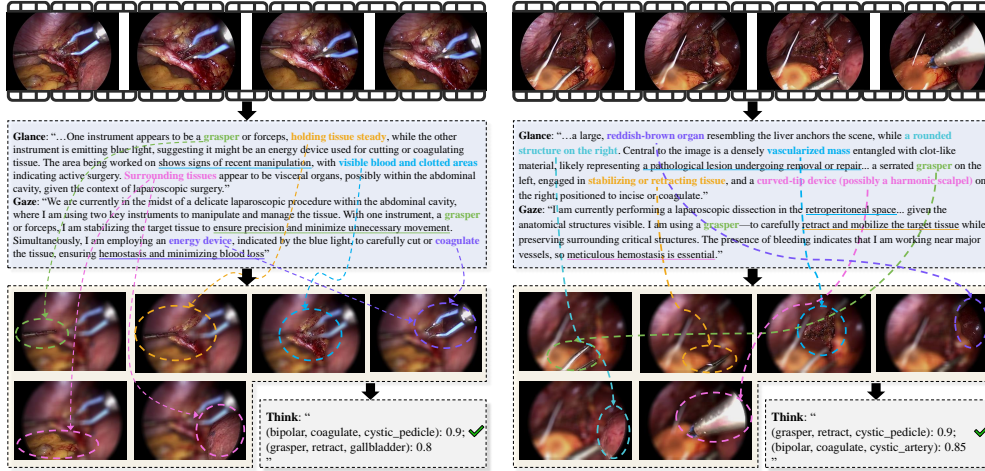 Glance: “…One instrument appears to be a grasper or forceps, holding tissue steady, while the other
instrument is emitting blue light, suggesting it might be an energy device used for cutting or coagulating
tissue. The area being worked on shows signs of recent manipulation, with visible blood and clotted areas
indicating active surgery. Surrounding tissues appear to be visceral organs, possibly within the abdominal
cavity, given the context of laparoscopic surgery.”
Gaze: “We are currently in the midst of a delicate laparoscopic procedure within the abdominal cavity,
where I am using two key instruments to manipulate and manage the tissue. With one instrument, a grasper
or forceps, I am stabilizing the target tissue to ensure precision and minimize unnecessary movement.
Simultaneously, I am employing an energy device, indicated by the blue light, to carefully cut or coagulate
the tissue, ensuring hemostasis and minimizing blood loss”
Think: “
(bipolar, coagulate, cystic_pedicle): 0.9;
(grasper, retract, gallbladder): 0.8
”
Glance: “…a large, reddish-brown organ resembling the liver anchors the scene, while a rounded
structure on the right. Central to the image is a densely vascularized mass entangled with clot-like
material, likely representing a pathological lesion undergoing removal or repair... a serrated grasper on the
left, engaged in stabilizing or retracting tissue, and a curved-tip device (possibly a harmonic scalpel) on
the right, positioned to incise or coagulate.”
Gaze: “I am currently performing a laparoscopic dissection in the retroperitoneal space... given the
anatomical structures visible. I am using a grasper—to carefully retract and mobilize the target tissue while
preserving surrounding critical structures. The presence of bleeding indicates that I am working near major
vessels, so meticulous hemostasis is essential.”
Think: “
(grasper, retract, cystic_pedicle): 0.9;
(bipolar, coagulate, cystic_artery): 0.85
”